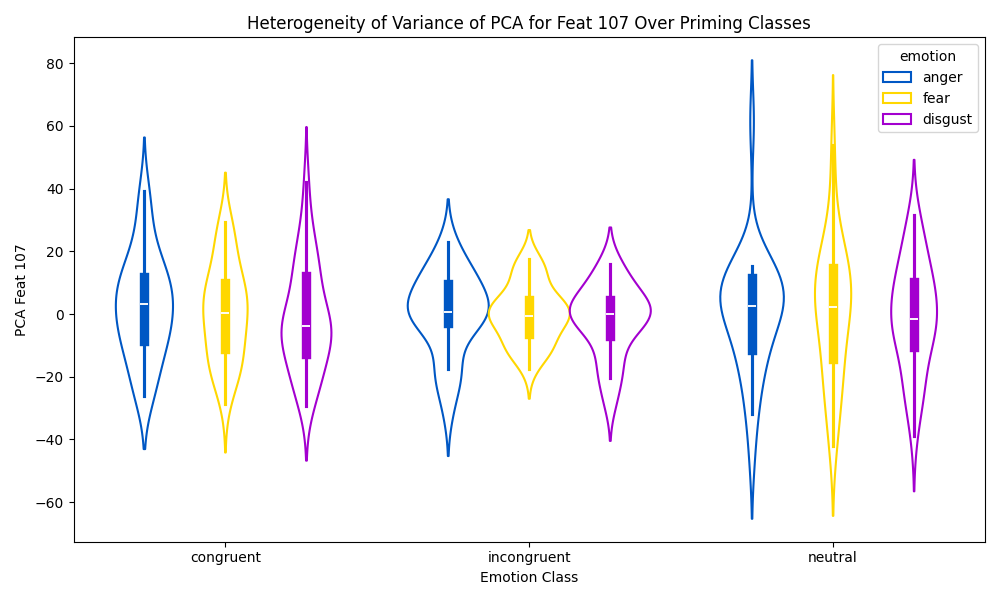 Heterogeneity of Variance of PCA for Feat 107 Over Priming Classes
emotion
anger
fear
disgust
PCA Feat 107
80
60
40
20
0
−20
−40
−60
congruent
incongruent
neutral
Emotion Class